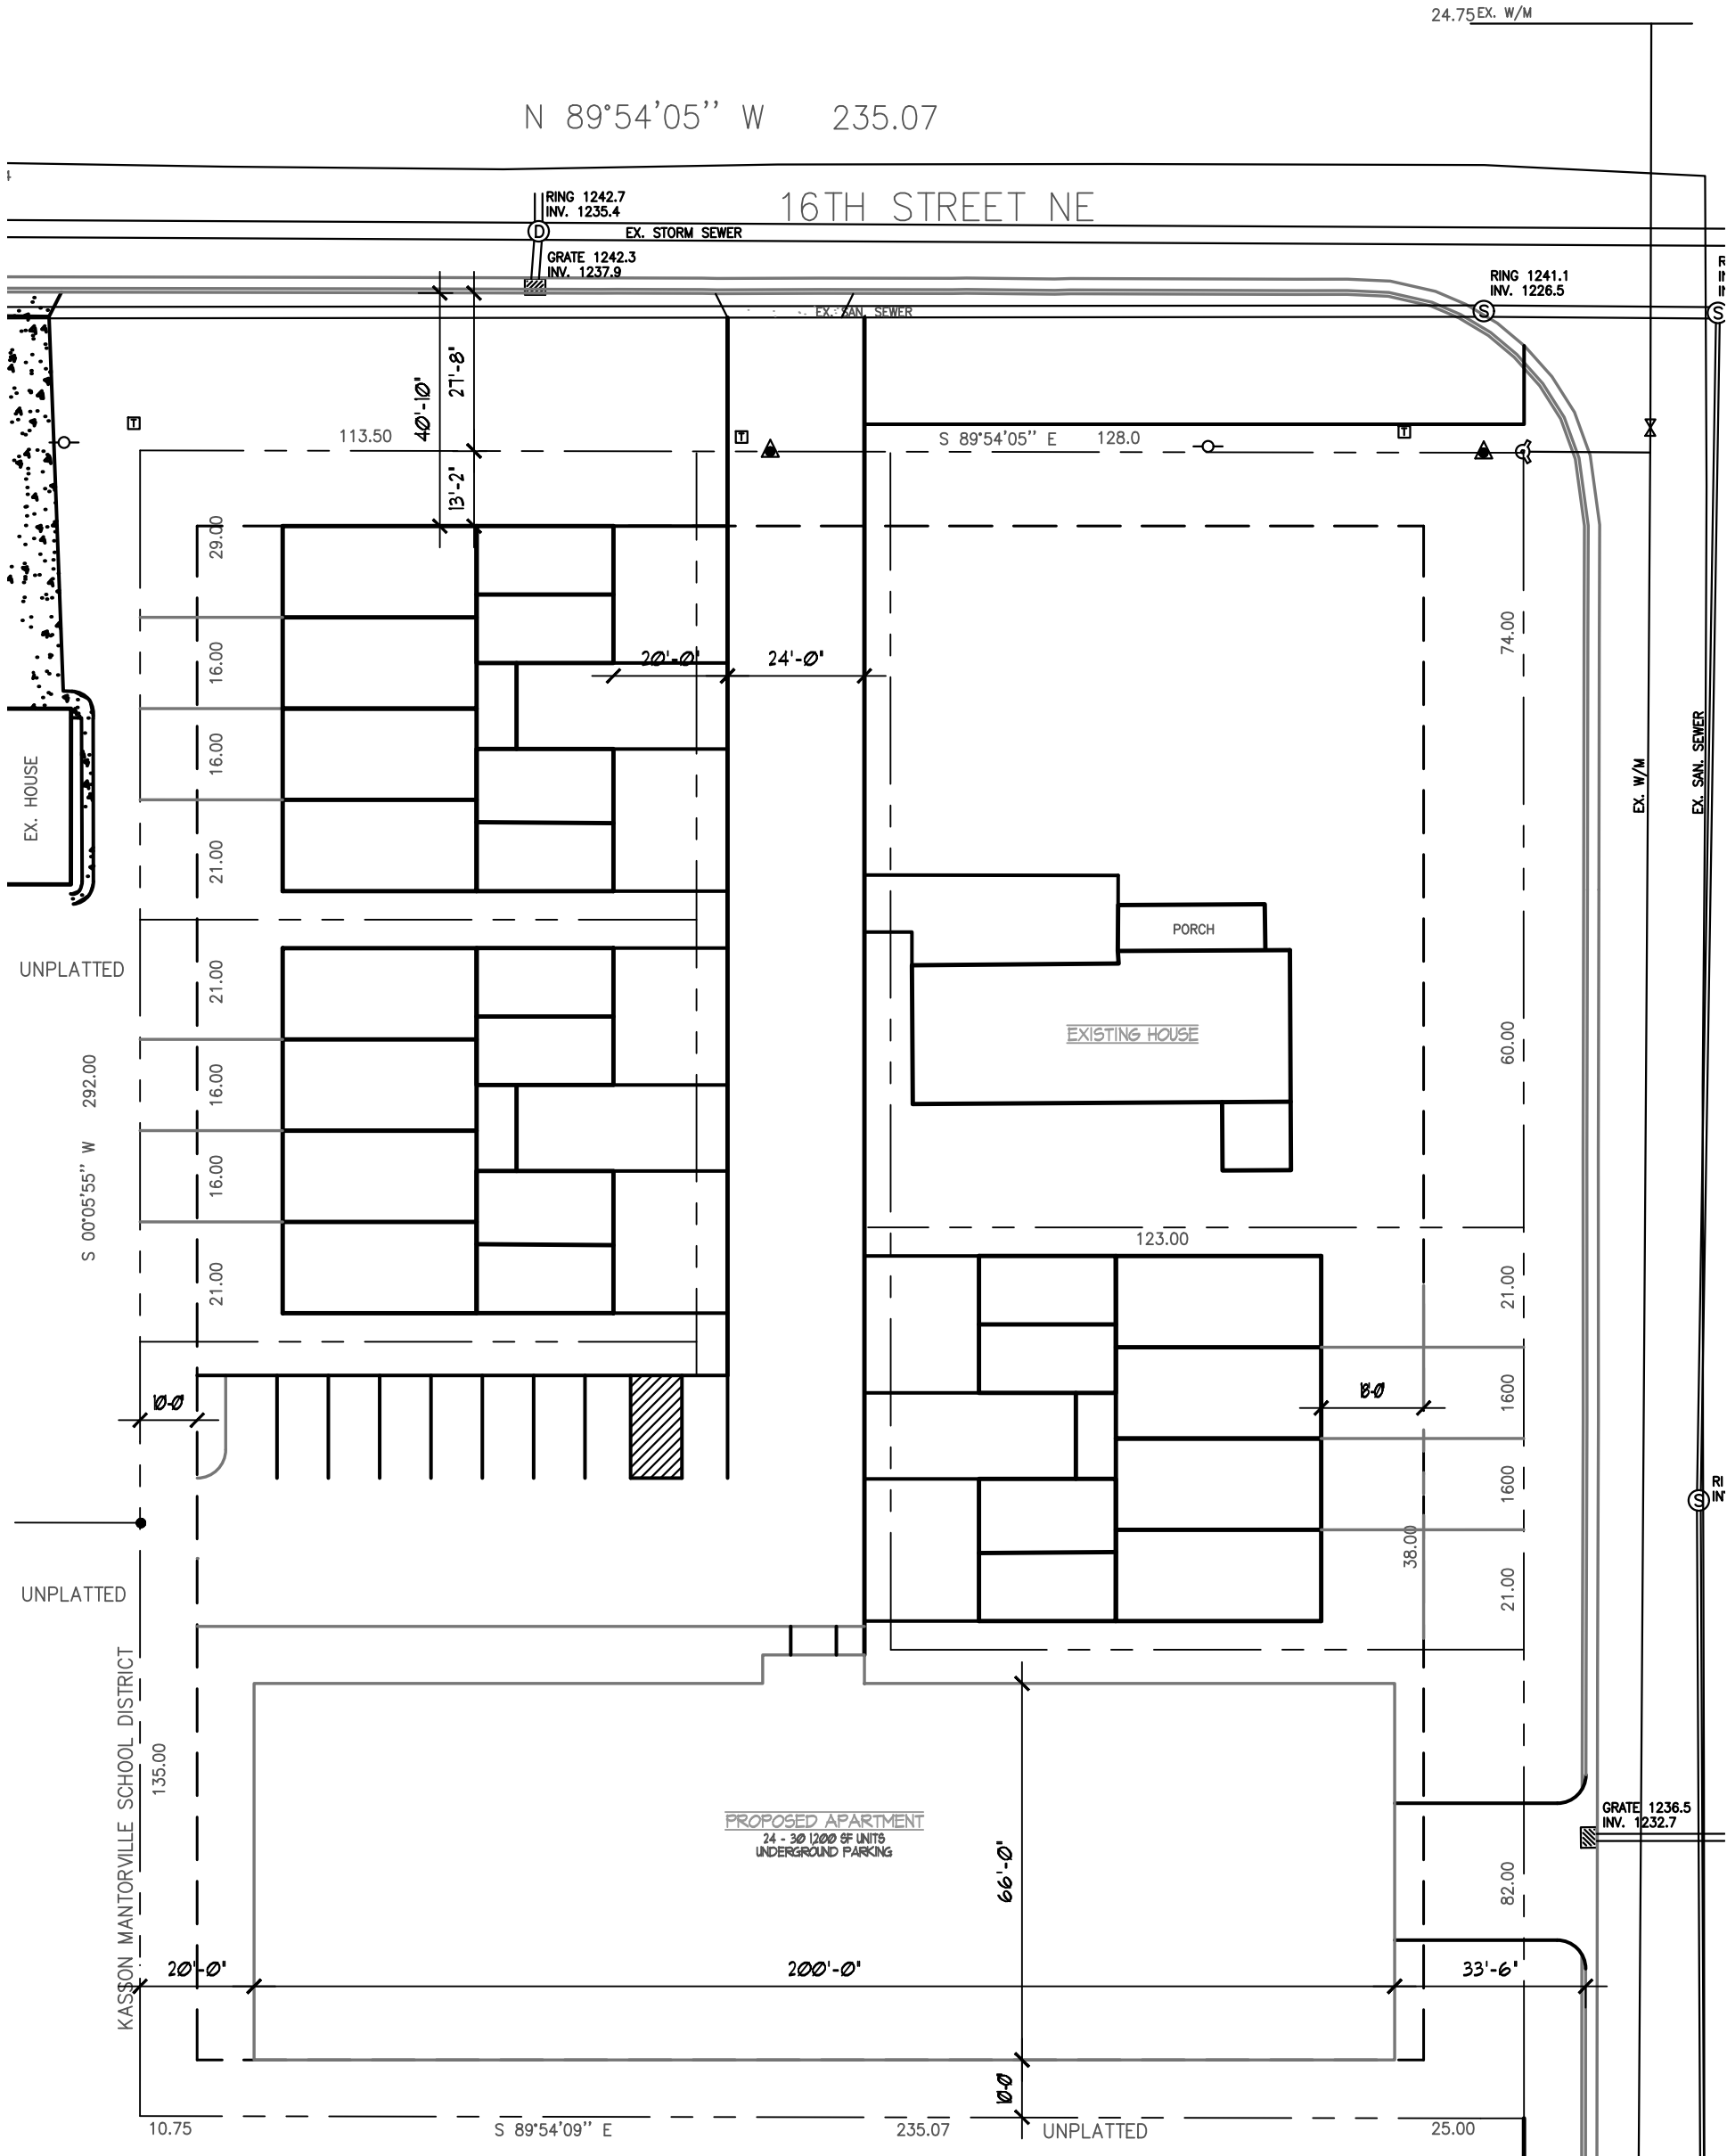 24.75 EX. W/M
N 89°54'05'' W 235.07
16TH STREET NE
RING 1242.7
INV. 1235.4
D
EX. STORM SEWER
GRATE 1242.3
INV. 1237.9
RING 1241.1
INV. 1226.5
S
S
EX. SAN. SEWER
40'-10"
27'-8"
13'-2"
T
T
T
113.50
S 89°54'05'' E 128.0
29.00
16.00
16.00
21.00
20'-0"
24'-0"
74.00
EX. HOUSE
EX. W/M
EX. SAN. SEWER
PORCH
UNPLATTED
EXISTING HOUSE
21.00
16.00
16.00
21.00
60.00
S 00°05'55'' W 292.00
123.00
21.00
1600
1600
21.00
38.00
S
UNPLATTED
KASSON MANTORVILLE SCHOOL DISTRICT
135.00
PROPOSED APARTMENT
24 - 30 1200 SF UNITS
UNDERGROUND PARKING
GRATE 1236.5
INV. 1232.7
66'-0"
82.00
20'-0"
200'-0"
33'-6"
10.75
S 89°54'09'' E
235.07
UNPLATTED
25.00